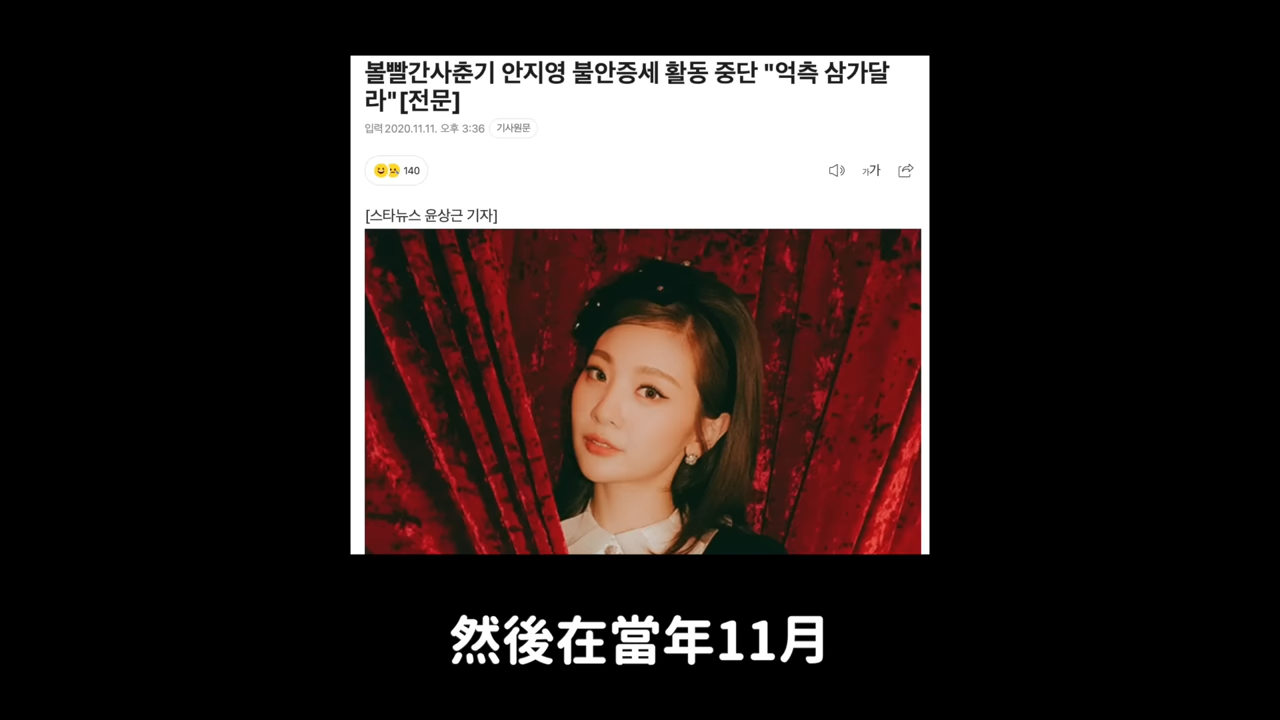 볼빨간사춘기 안지영 불안증세 활동 중단 "억측 삼가달
라"[전문]
입력 2020.11.11. 오후 3:36 기사원문
140
가가
[스타뉴스 윤상근 기자]
然後在當年11月